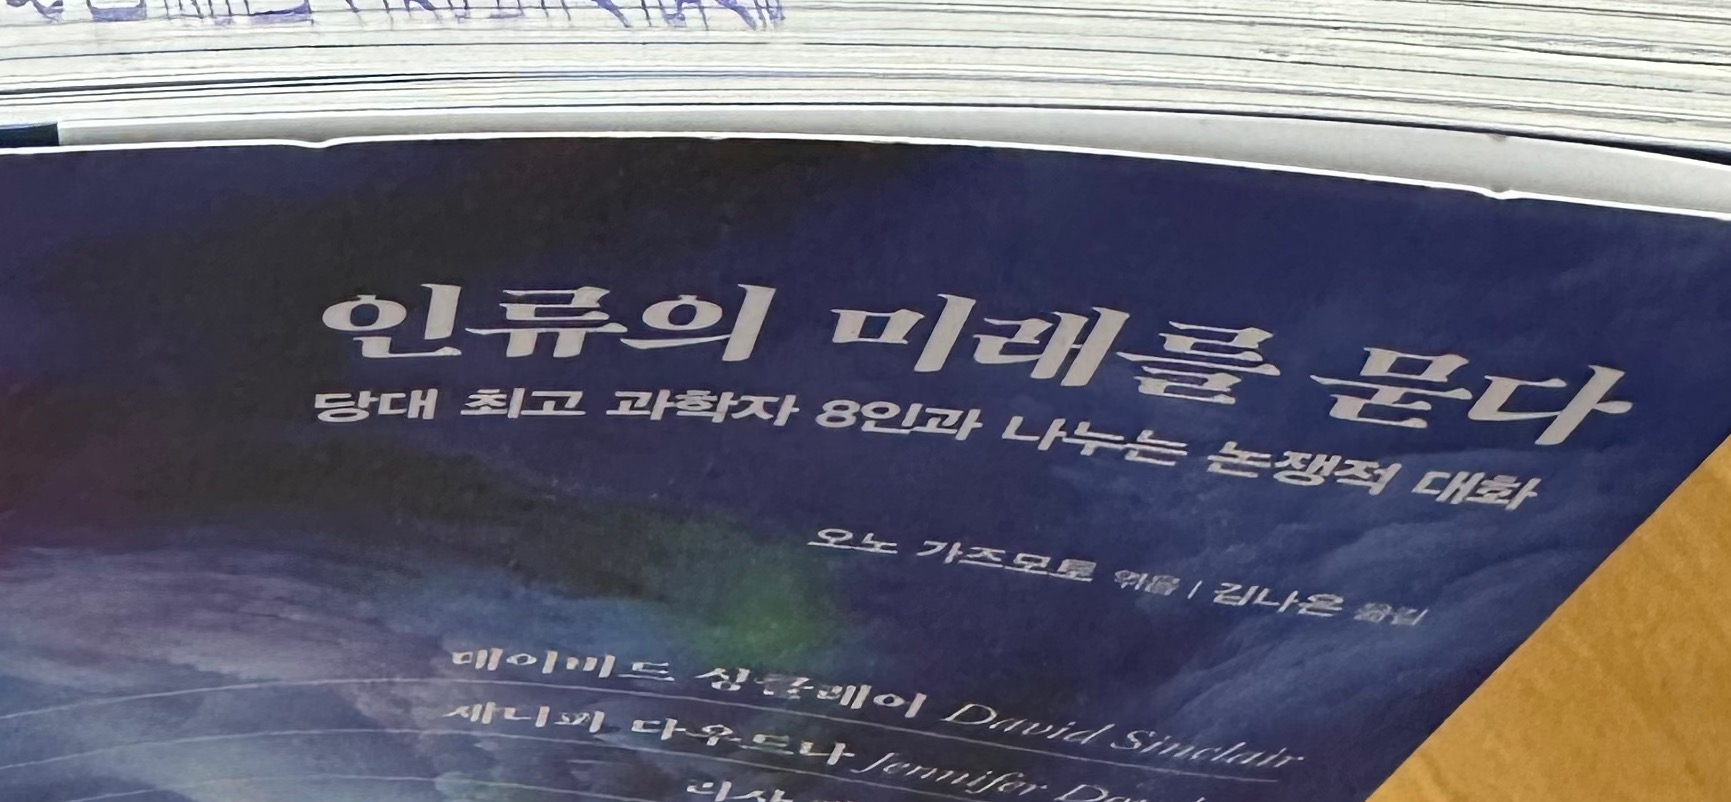 인류의 미래를 묻다
당대 최고 과학자 8인과 나누는 논쟁적 대화
오노 가즈모토 엮음 | 김나은 옮김
데이비드 싱클레어 David Sinclair
제니퍼 다우드나 Jennifer
리사